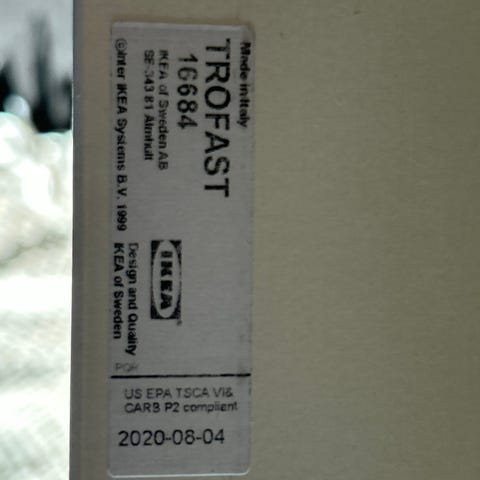 Made in Italy
TROFAST
16684
IKEA of Sweden AB
SE-343 81 Älmhult
©Inter IKEA Systems B.V. 1999
IKEA
Design and Quality
IKEA of Sweden
US EPA TSCA VI&
CARB P2 compliant
2020-08-04